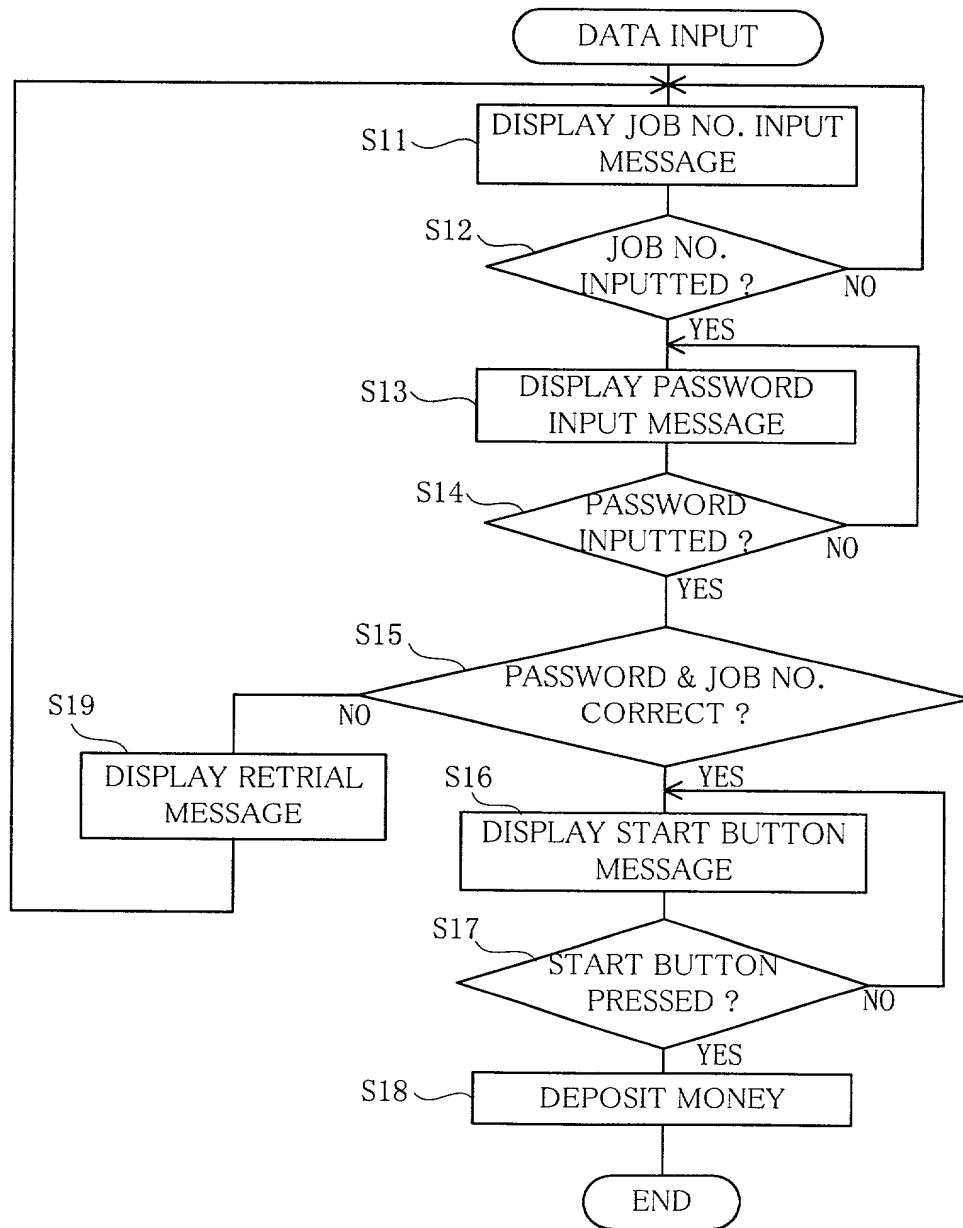 DATA INPUT
S11
DISPLAY JOB NO. INPUT
MESSAGE
S12
JOB NO.
INPUTTED ?
NO
YES
S13
DISPLAY PASSWORD
INPUT MESSAGE
S14
PASSWORD
INPUTTED ?
NO
YES
S15
PASSWORD & JOB NO.
CORRECT ?
NO
YES
S19
DISPLAY RETRIAL
MESSAGE
S16
DISPLAY START BUTTON
MESSAGE
S17
START BUTTON
PRESSED ?
NO
YES
S18
DEPOSIT MONEY
END